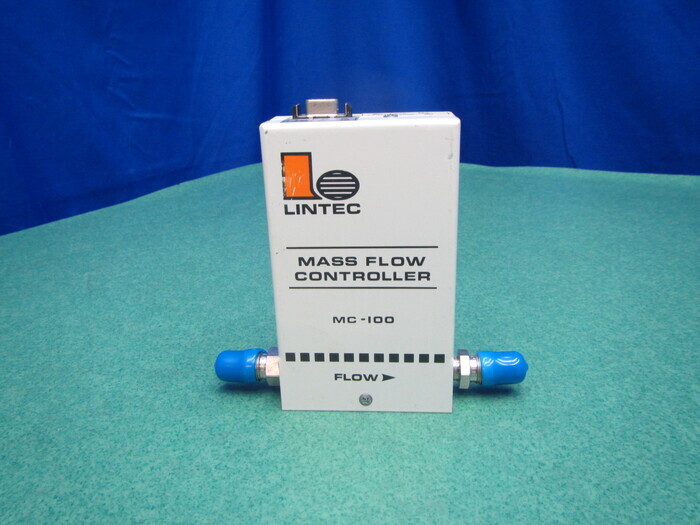 LINTEC
MASS FLOW
CONTROLLER
MC-100
FLOW